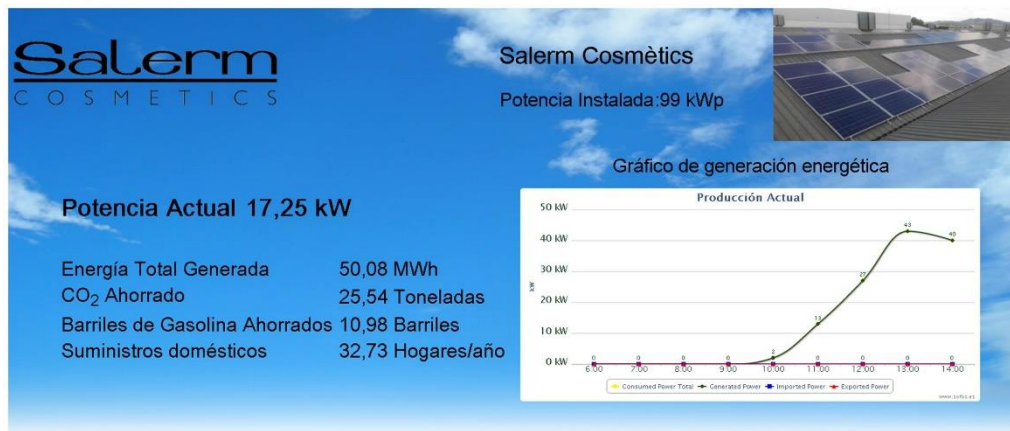 Salerm
COSMETICS
Salerm Cosmètics
Potencia Instalada:99 kWp
Gráfico de generación energética
Potencia Actual 17,25 kW
Energía Total Generada 50,08 MWh
CO₂ Ahorrado 25,54 Toneladas
Barriles de Gasolina Ahorrados 10,98 Barriles
Suministros domésticos 32,73 Hogares/año
Producción Actual
50 kW
40 kW
30 kW
20 kW
10 kW
0 kW
kW
2 13 27 43 40
0 0 0 0 0 0 0 0 0
6:00 7:00 8:00 9:00 10:00 11:00 12:00 13:00 14:00
Consumed Power Total Generated Power Imported Power Exported Power